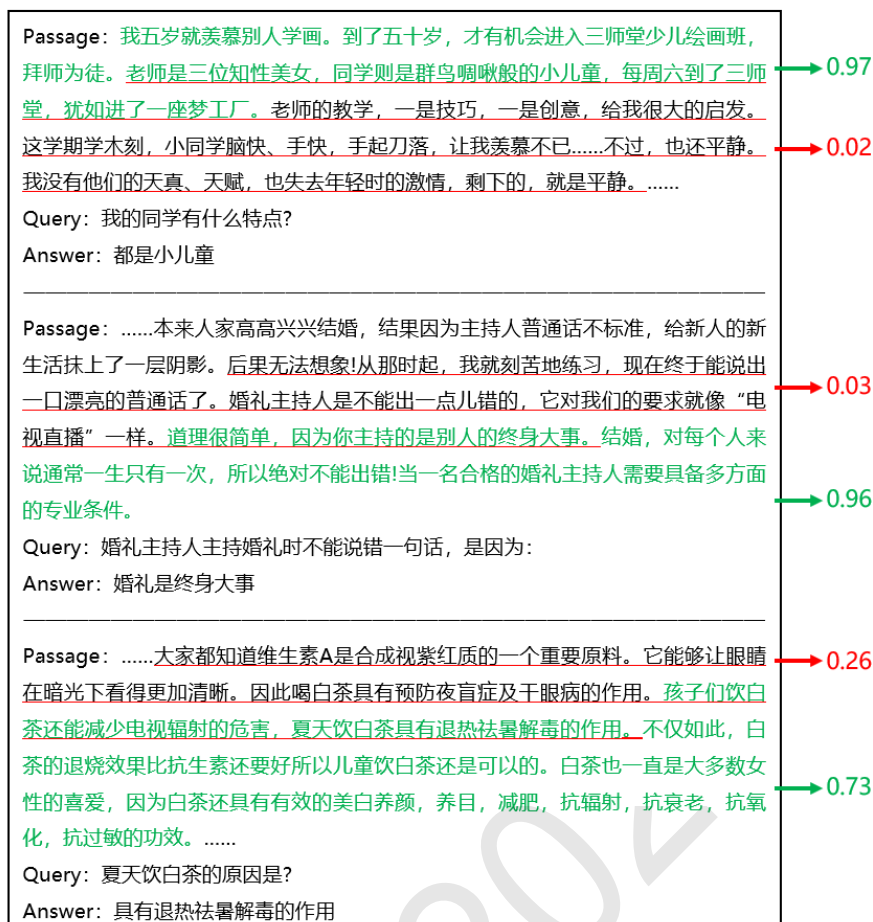 Passage：我五岁就羡慕别人学画。到了五十岁，才有机会进入三师堂少儿绘画班，
拜师为徒。老师是三位知性美女，同学则是群鸟啁啾般的小儿童，每周六到了三师 0.97
堂，犹如进了一座梦工厂。老师的教学，一是技巧，一是创意，给我很大的启发。
这学期学木刻，小同学脑快、手快，手起刀落，让我羡慕不已......不过，也还平静。 0.02
我没有他们的天真、天赋，也失去年轻时的激情，剩下的，就是平静。......
Query：我的同学有什么特点?
Answer：都是小儿童
Passage：......本来人家高高兴兴结婚，结果因为主持人普通话不标准，给新人的新
生活抹上了一层阴影。后果无法想象!从那时起，我就刻苦地练习，现在终于能说出
一口漂亮的普通话了。婚礼主持人是不能出一点儿错的，它对我们的要求就像“电 0.03
视直播”一样。道理很简单，因为你主持的是别人的终身大事。结婚，对每个人来
说通常一生只有一次，所以绝对不能出错!当一名合格的婚礼主持人需要具备多方面
的专业条件。 0.96
Query：婚礼主持人主持婚礼时不能说错一句话，是因为：
Answer：婚礼是终身大事
Passage：......大家都知道维生素A是合成视紫红质的一个重要原料。它能够让眼睛 0.26
在暗光下看得更加清晰。因此喝白茶具有预防夜盲症及干眼病的作用。孩子们饮白
茶还能减少电视辐射的危害，夏天饮白茶具有退热祛暑解毒的作用。不仅如此，白
茶的退烧效果比抗生素还要好所以儿童饮白茶还是可以的。白茶也一直是大多数女 0.73
性的喜爱，因为白茶还具有有效的美白养颜，养目，减肥，抗辐射，抗衰老，抗氧
化，抗过敏的功效。......
Query：夏天饮白茶的原因是?
Answer：具有退热祛暑解毒的作用